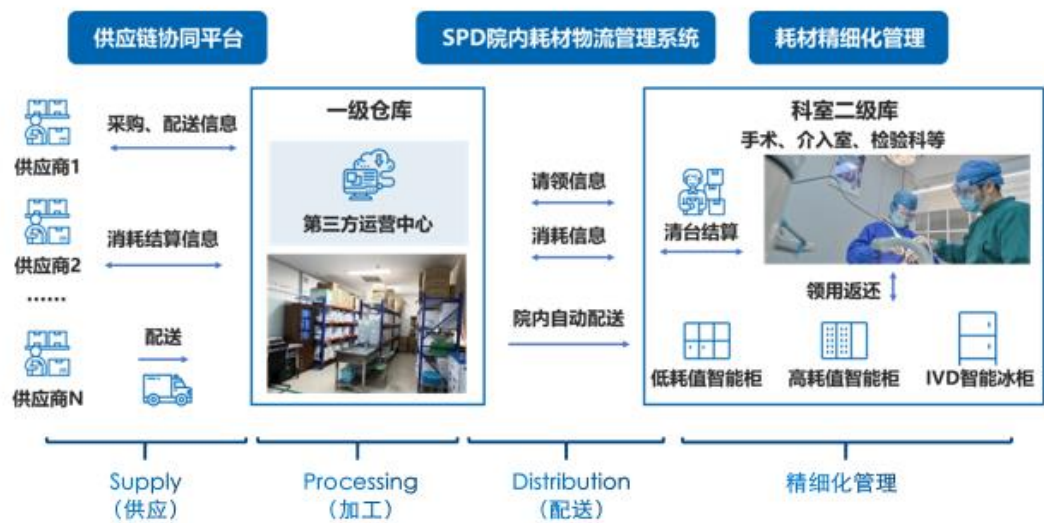 供应链协同平台
SPD院内耗材物流管理系统
耗材精细化管理
供应商1
供应商2
……
供应商N
采购、配送信息
消耗结算信息
配送
一级仓库
第三方运营中心
请领信息
消耗信息
院内自动配送
科室二级库
手术、介入室、检验科等
清台结算
领用返还
低耗值智能柜
高耗值智能柜
IVD智能冰柜
Supply
（供应）
Processing
（加工）
Distribution
（配送）
精细化管理